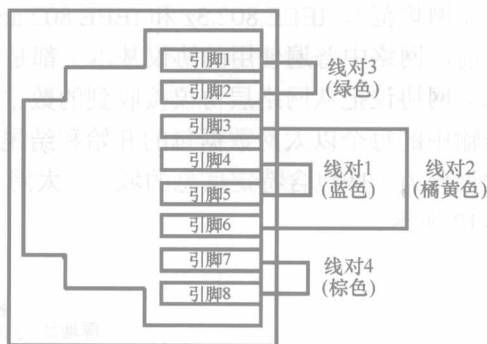 引脚1
引脚2
引脚3
引脚4
引脚5
引脚6
引脚7
引脚8
线对3
(绿色)
线对1
(蓝色)
线对2
(橘黄色)
线对4
(棕色)